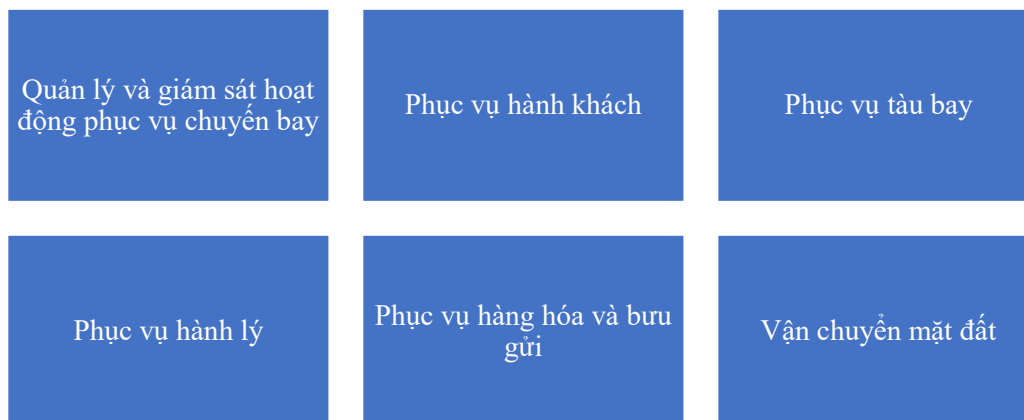 Quản lý và giám sát hoạt
động phục vụ chuyến bay
Phục vụ hành khách
Phục vụ tàu bay
Phục vụ hành lý
Phục vụ hàng hóa và bưu
gửi
Vận chuyển mặt đất